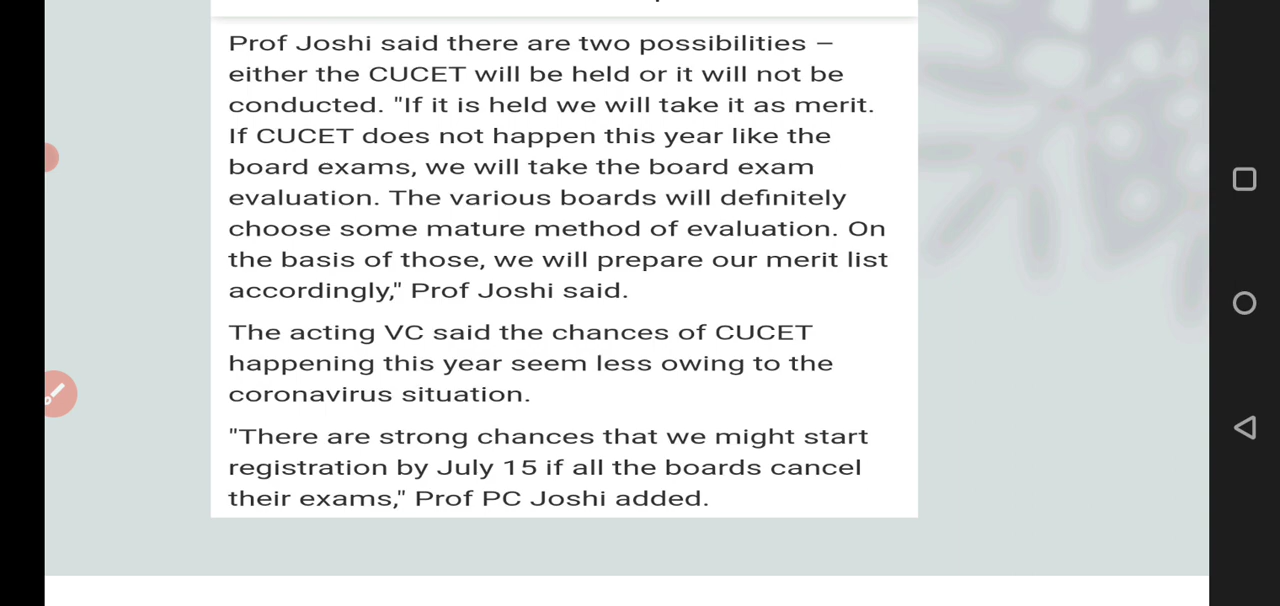 Prof Joshi said there are two possibilities –
either the CUCET will be held or it will not be
conducted. "If it is held we will take it as merit.
If CUCET does not happen this year like the
board exams, we will take the board exam
evaluation. The various boards will definitely
choose some mature method of evaluation. On
the basis of those, we will prepare our merit list
accordingly," Prof Joshi said.
The acting VC said the chances of CUCET
happening this year seem less owing to the
coronavirus situation.
"There are strong chances that we might start
registration by July 15 if all the boards cancel
their exams," Prof PC Joshi added.